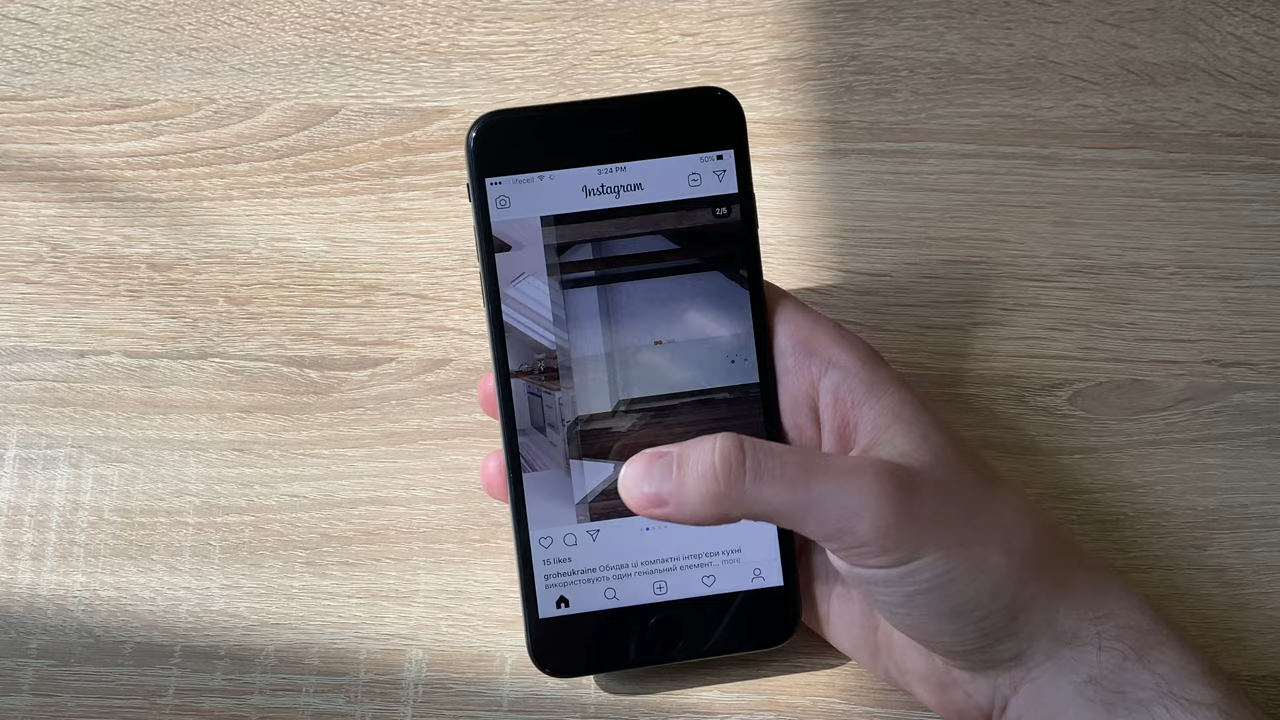 lifecell 3:24 PM 50%
Instagram
2/5
15 likes
groheukraine Обидва ці компактні інтер'єри кухні
використовують один геніальний елемент... more